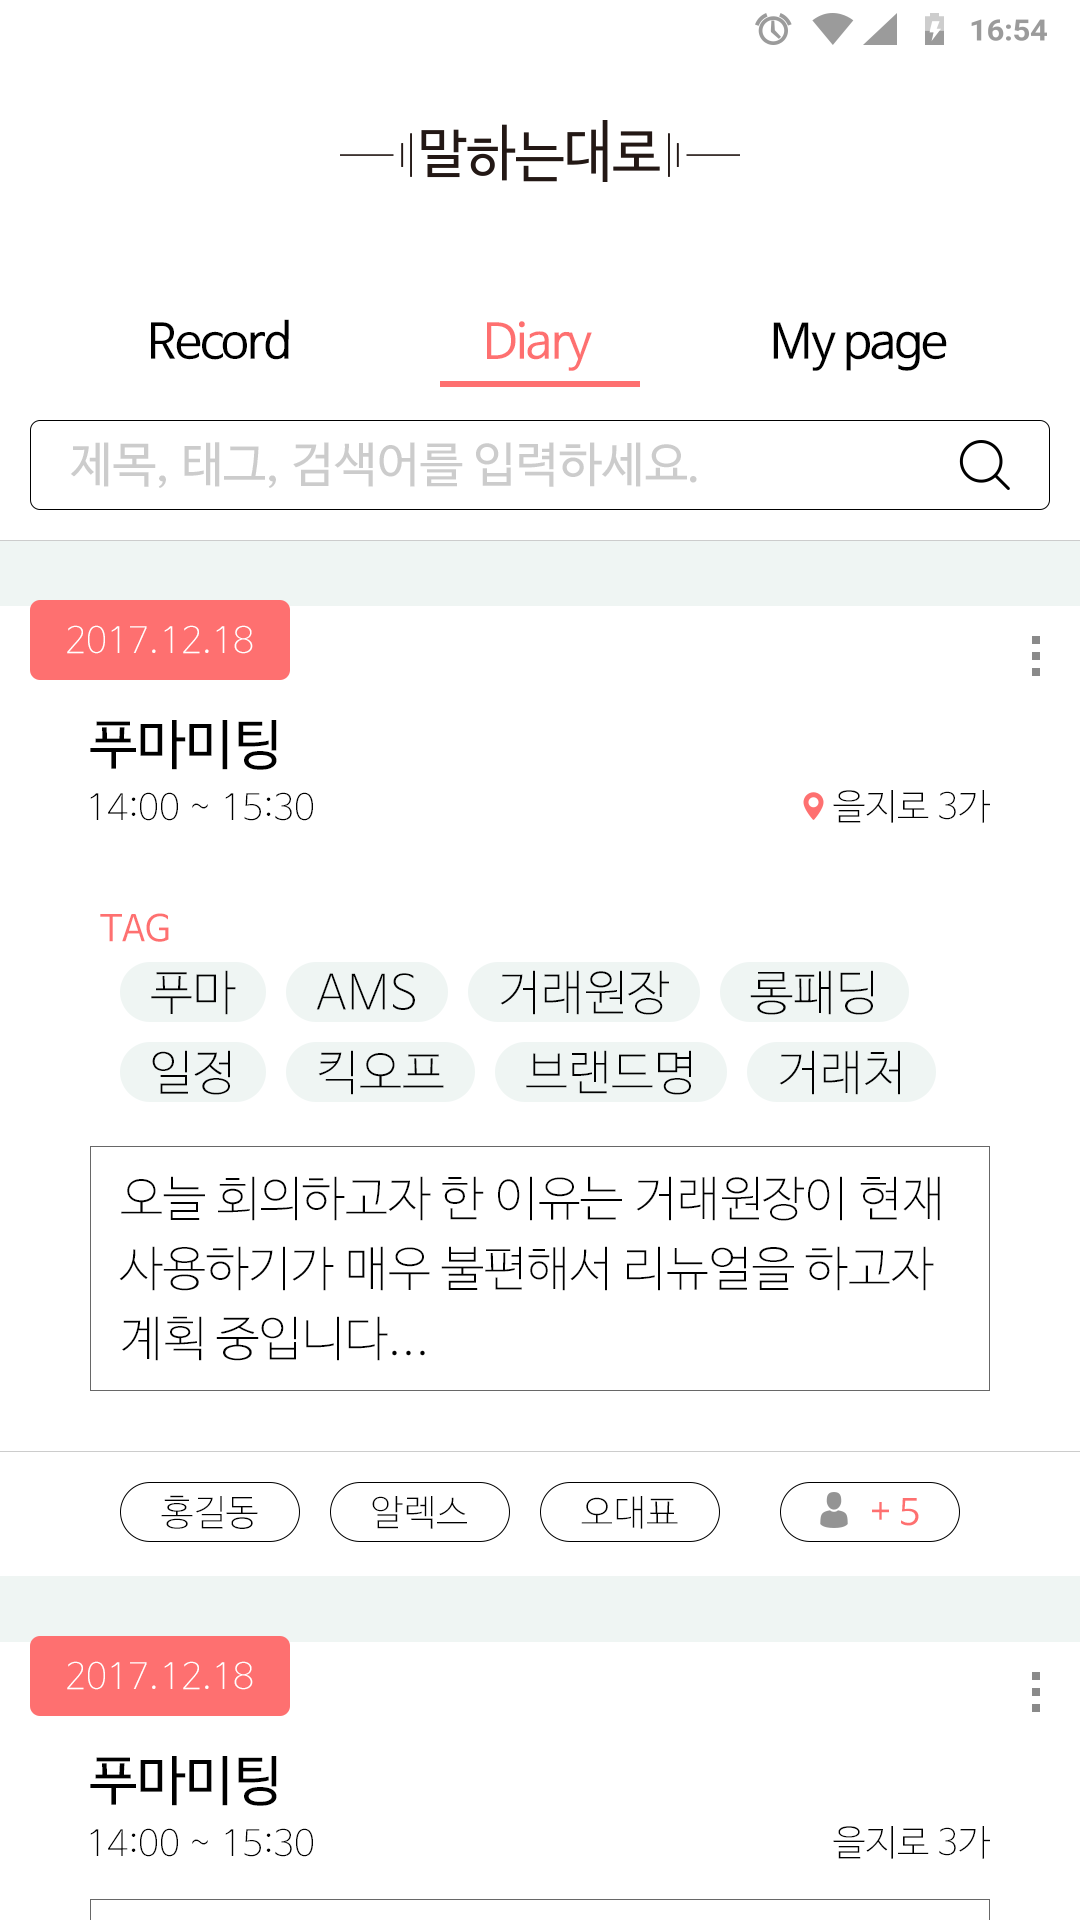 16:54
말하는대로
Record Diary My page
제목, 태그, 검색어를 입력하세요.
2017.12.18
푸마미팅
14:00 ~ 15:30 을지로 3가
TAG
푸마 AMS 거래원장 롱패딩
일정 킥오프 브랜드명 거래처
오늘 회의하고자 한 이유는 거래원장이 현재
사용하기가 매우 불편해서 리뉴얼을 하고자
계획 중입니다...
홍길동 알렉스 오대표 + 5
2017.12.18
푸마미팅
14:00 ~ 15:30 을지로 3가